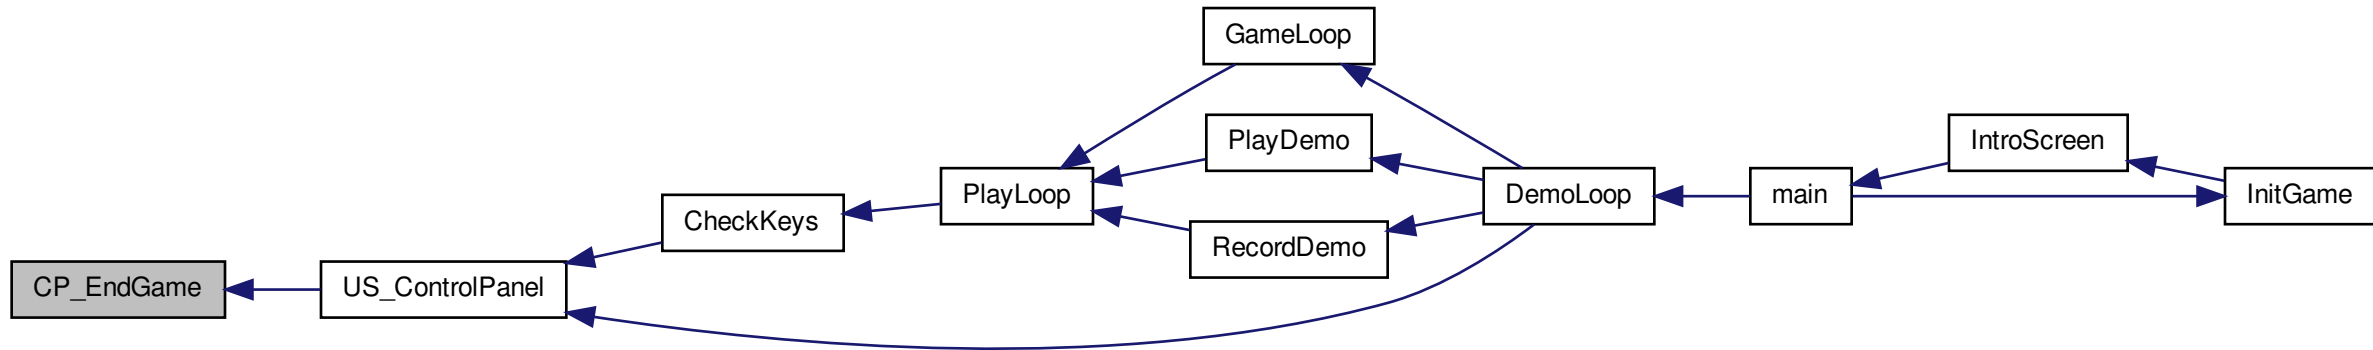 GameLoop
PlayDemo
IntroScreen
PlayLoop
DemoLoop
main
InitGame
CheckKeys
RecordDemo
CP_EndGame
US_ControlPanel